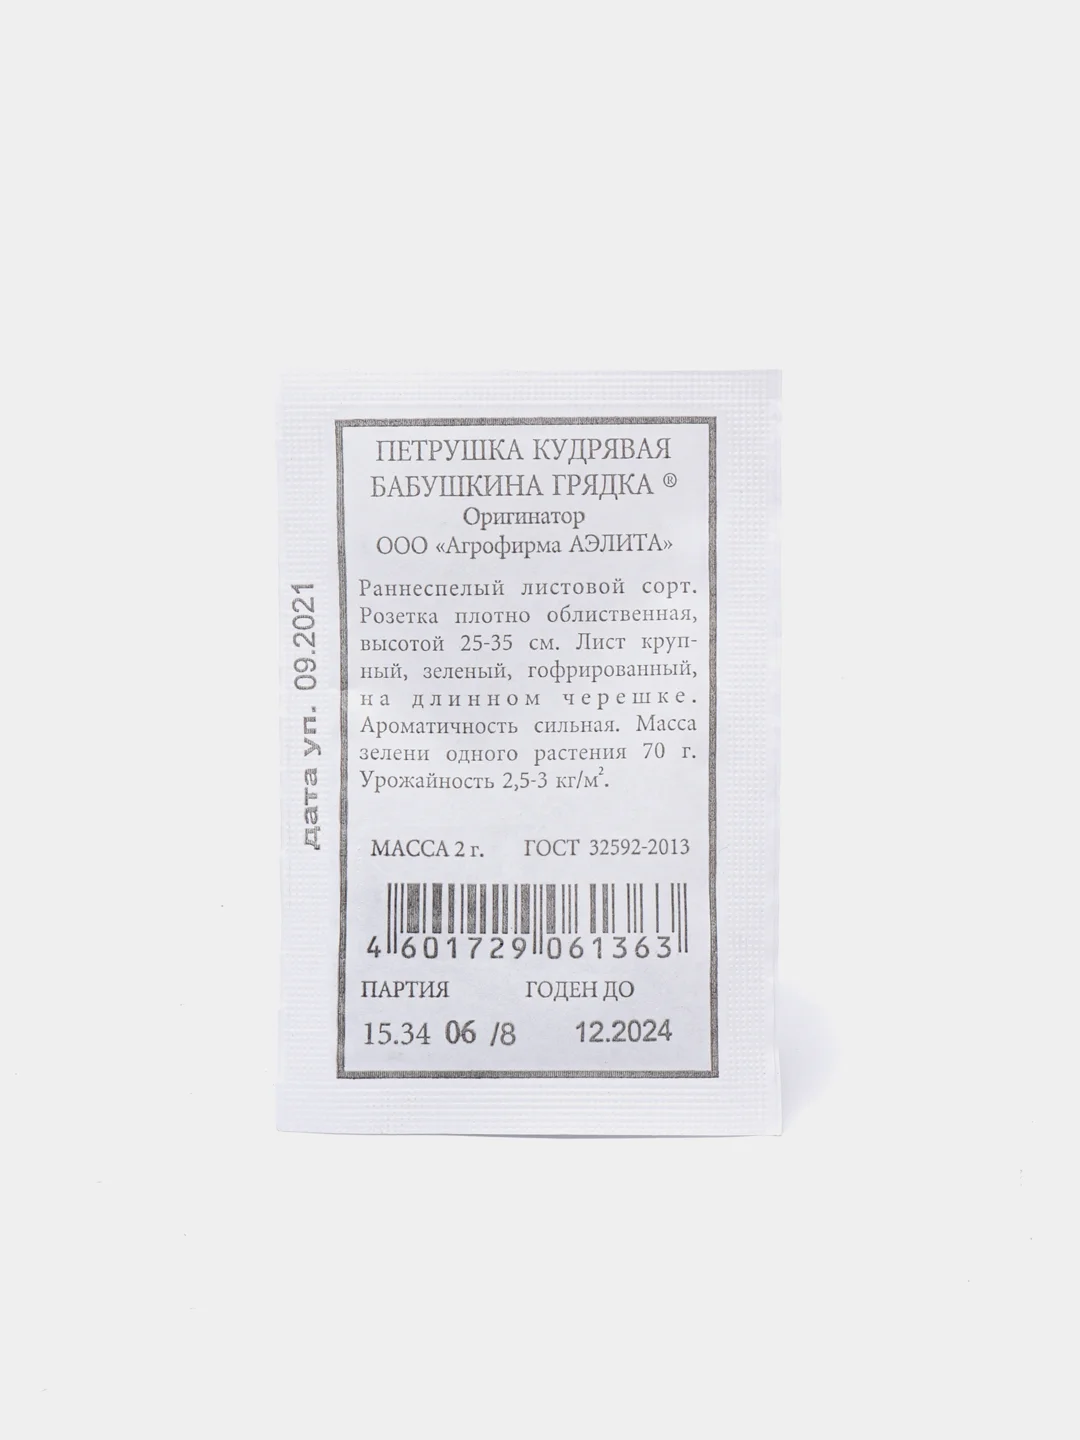 ПЕТРУШКА КУДРЯВАЯ
БАБУШКИНА ГРЯДКА ®
Оригинатор
ООО «Агрофирма АЭЛИТА»
Раннеспелый листовой сорт.
Розетка плотно облиственная,
высотой 25-35 см. Лист круп-
ный, зеленый, гофрированный,
на длинном черешке.
Ароматичность сильная. Масса
зелени одного растения 70 г.
Урожайность 2,5-3 кг/м².
МАССА 2 г. ГОСТ 32592-2013
4 601729 061363
ПАРТИЯ ГОДЕН ДО
15.34 06 /8 12.2024
дата уп. 09.2021